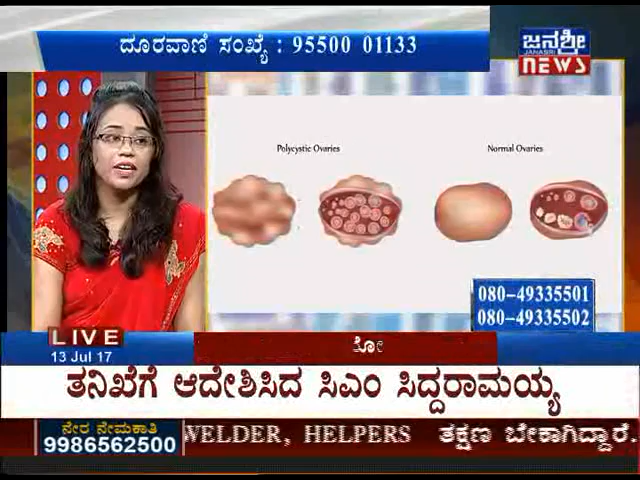 ದೂರವಾಣಿ ಸಂಖ್ಯೆ : 95500 01133
ಜನಶ್ರೀ
JANASRI
NEWS
Polycystic Ovaries
Normal Ovaries
080-49335501
080-49335502
LIVE
13 Jul 17
ತನಿಖೆಗೆ ಆದೇಶಿಸಿದ ಸಿಎಂ ಸಿದ್ದರಾಮಯ್ಯ
ನೇರ ನೇಮಕಾತಿ
9986562500
WELDER, HELPERS ತಕ್ಷಣ ಬೇಕಾಗಿದ್ದಾರೆ.